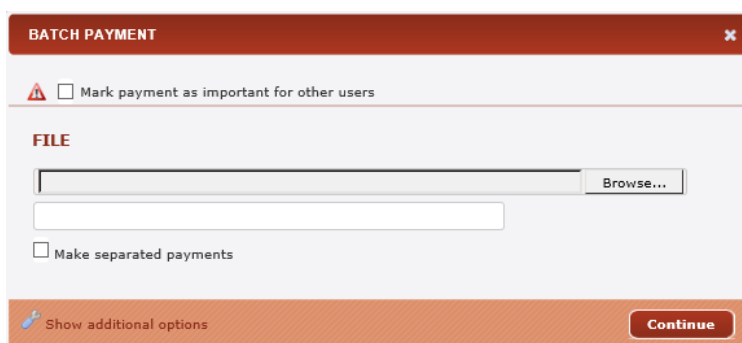 BATCH PAYMENT
Mark payment as important for other users
FILE
Browse...
Make separated payments
Show additional options
Continue